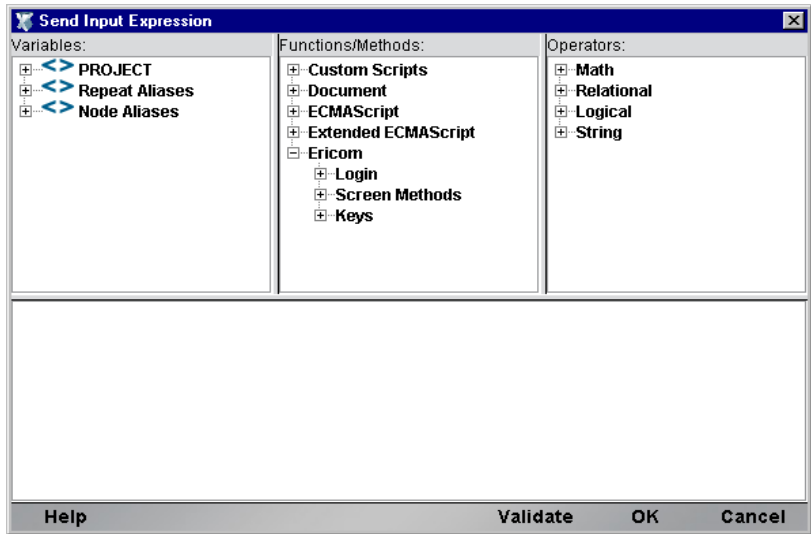 Send Input Expression
Variables:
PROJECT
Repeat Aliases
Node Aliases
Functions/Methods:
Custom Scripts
Document
ECMAScript
Extended ECMAScript
Ericom
Login
Screen Methods
Keys
Operators:
Math
Relational
Logical
String
Help
Validate
OK
Cancel